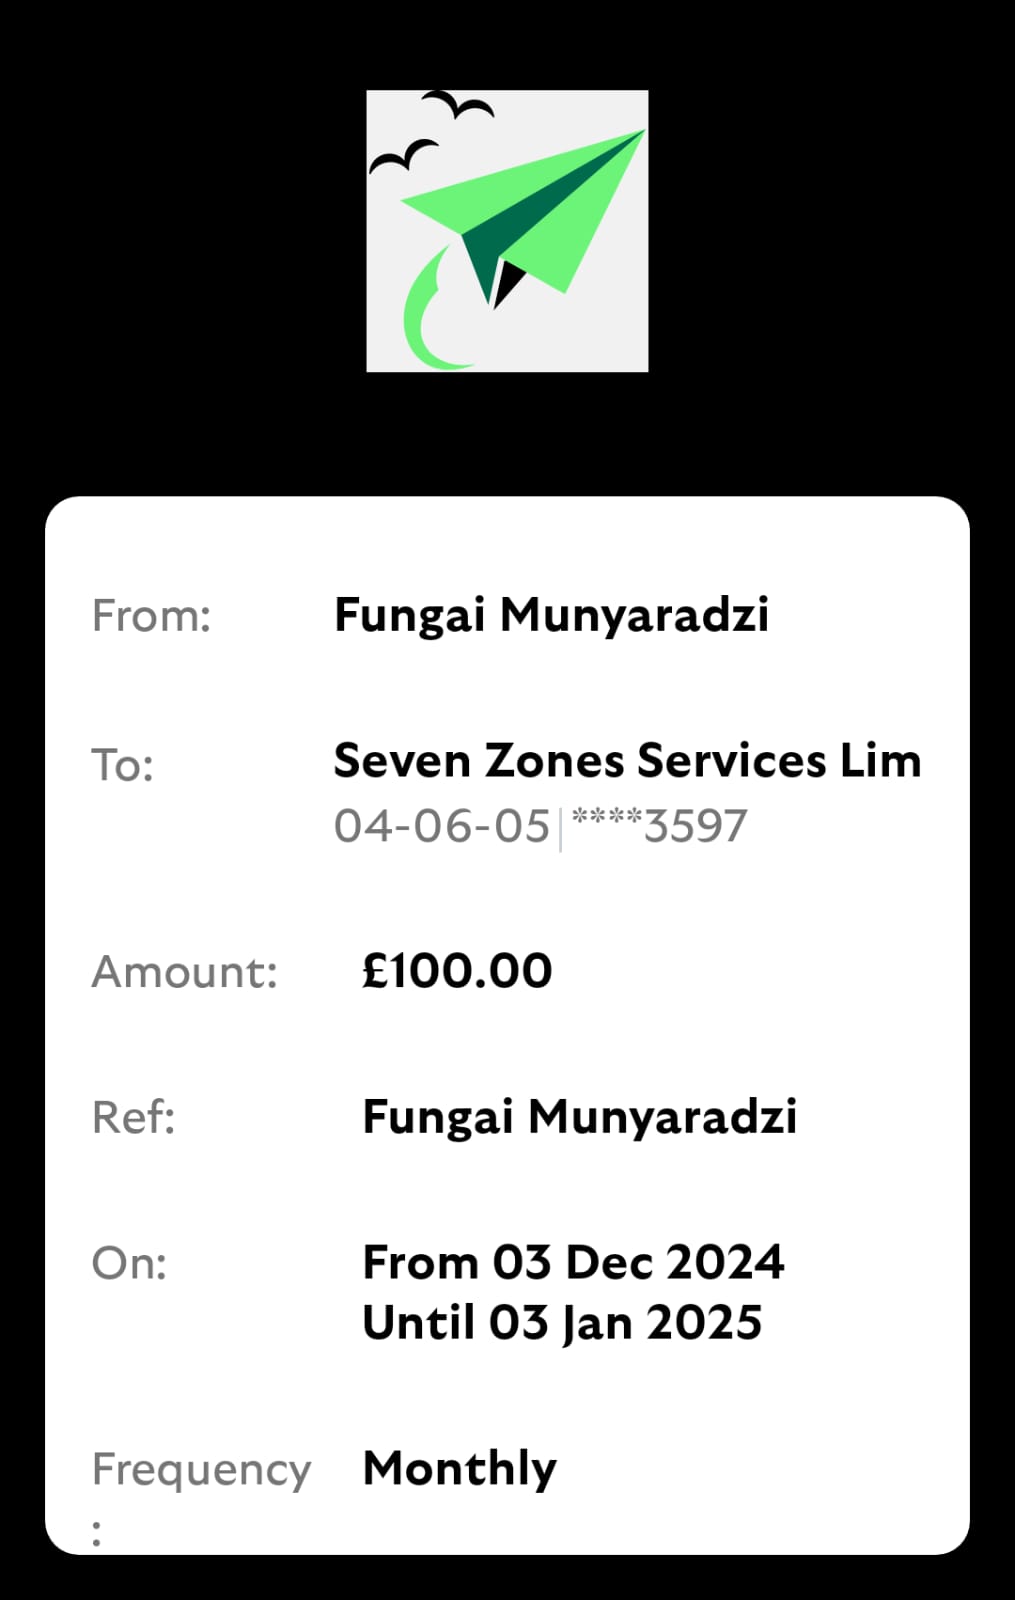 From: Fungai Munyaradzi
To: Seven Zones Services Lim
04-06-05|****3597
Amount: £100.00
Ref: Fungai Munyaradzi
On: From 03 Dec 2024
Until 03 Jan 2025
Frequency Monthly
: